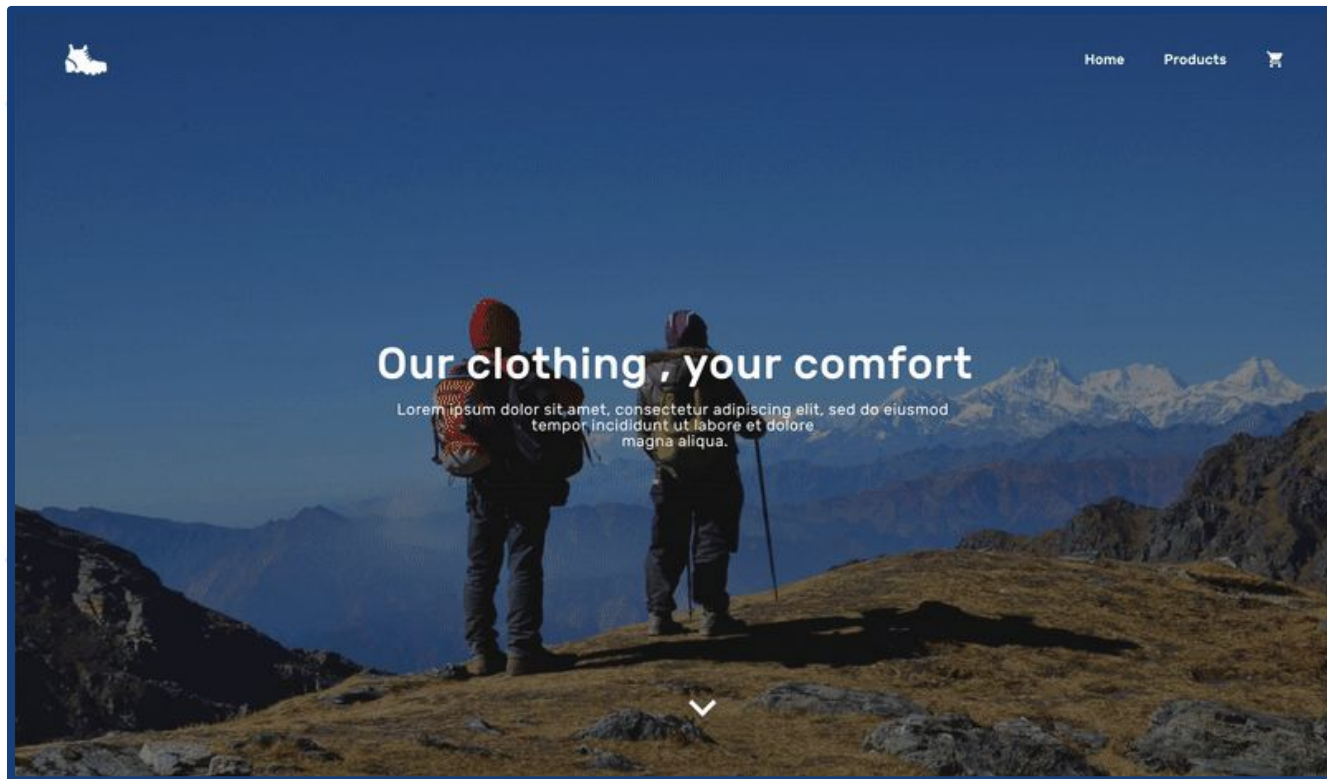 Home Products
Our clothing , your comfort
Lorem ipsum dolor sit amet, consectetur adipiscing elit, sed do eiusmod
tempor incididunt ut labore et dolore
magna aliqua.